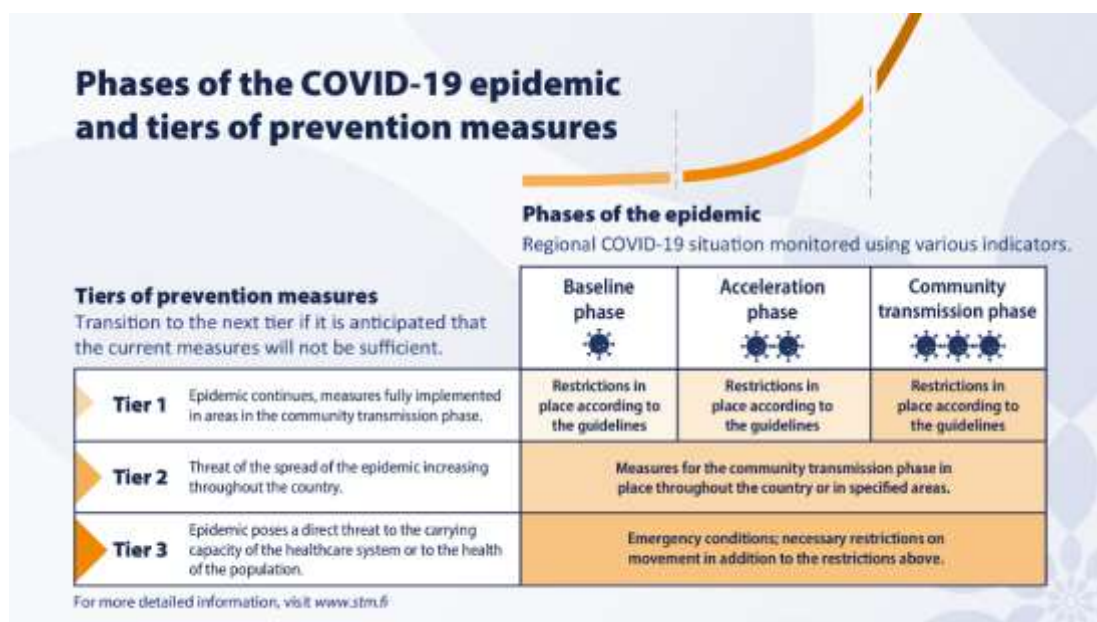 Phases of the COVID-19 epidemic
and tiers of prevention measures
Phases of the epidemic
Regional COVID-19 situation monitored using various indicators.
Tiers of prevention measures
Transition to the next tier if it is anticipated that
the current measures will not be sufficient.
Baseline
phase
Acceleration
phase
Community
transmission phase
Tier 1
Epidemic continues, measures fully implemented
in areas in the community transmission phase.
Restrictions in
place according to
the guidelines
Restrictions in
place according to
the guidelines
Restrictions in
place according to
the guidelines
Tier 2
Threat of the spread of the epidemic increasing
throughout the country.
Measures for the community transmission phase in
place throughout the country or in specified areas.
Tier 3
Epidemic poses a direct threat to the carrying
capacity of the healthcare system or to the health
of the population.
Emergency conditions; necessary restrictions on
movement in addition to the restrictions above.
For more detailed information, visit www.stm.fi